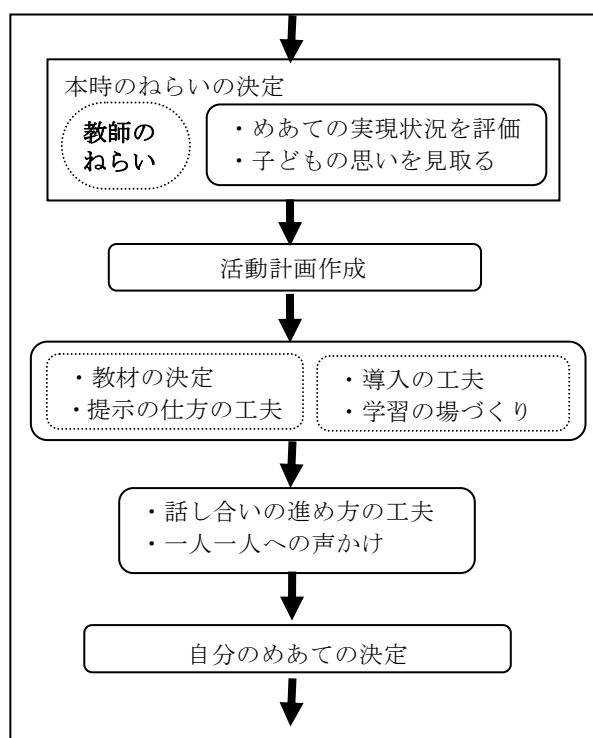 本時のねらいの決定
教師の
ねらい
・めあての実現状況を評価
・子どもの思いを見取る
活動計画作成
・教材の決定
・提示の仕方の工夫
・導入の工夫
・学習の場づくり
・話し合いの進め方の工夫
・一人一人への声かけ
自分のめあての決定